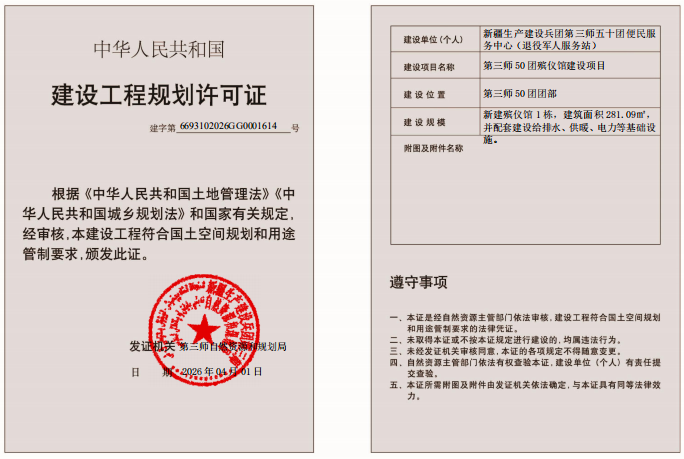 中华人民共和国
建设工程规划许可证
建字第 6693102026GG0001614 号
根据《中华人民共和国土地管理法》《中
华人民共和国城乡规划法》和国家有关规定，
经审核，本建设工程符合国土空间规划和用途
管制要求，颁发此证。
发证机关 第三师自然资源和规划局
日 期 2026 年 04 月 01 日
建设单位(个人) 新疆生产建设兵团第三师五十团便民服
务中心（退役军人服务站）
建设项目名称 第三师 50 团殡仪馆建设项目
建设位置 第三师 50 团团部
建设规模 新建殡仪馆 1 栋，建筑面积 281.09㎡，
并配套建设给排水、供暖、电力等基础设
施。
附图及附件名称
遵守事项
一、本证是经自然资源主管部门依法审核，建设工程符合国土空间规划
和用途管制要求的法律凭证。
二、未取得本证或不按本证规定进行建设的，均属违法行为。
三、未经发证机关审核同意，本证的各项规定不得随意变更。
四、自然资源主管部门依法有权查验本证，建设单位（个人）有责任提
交查验。
五、本证所需附图及附件由发证机关依法确定，与本证具有同等法律效
力。